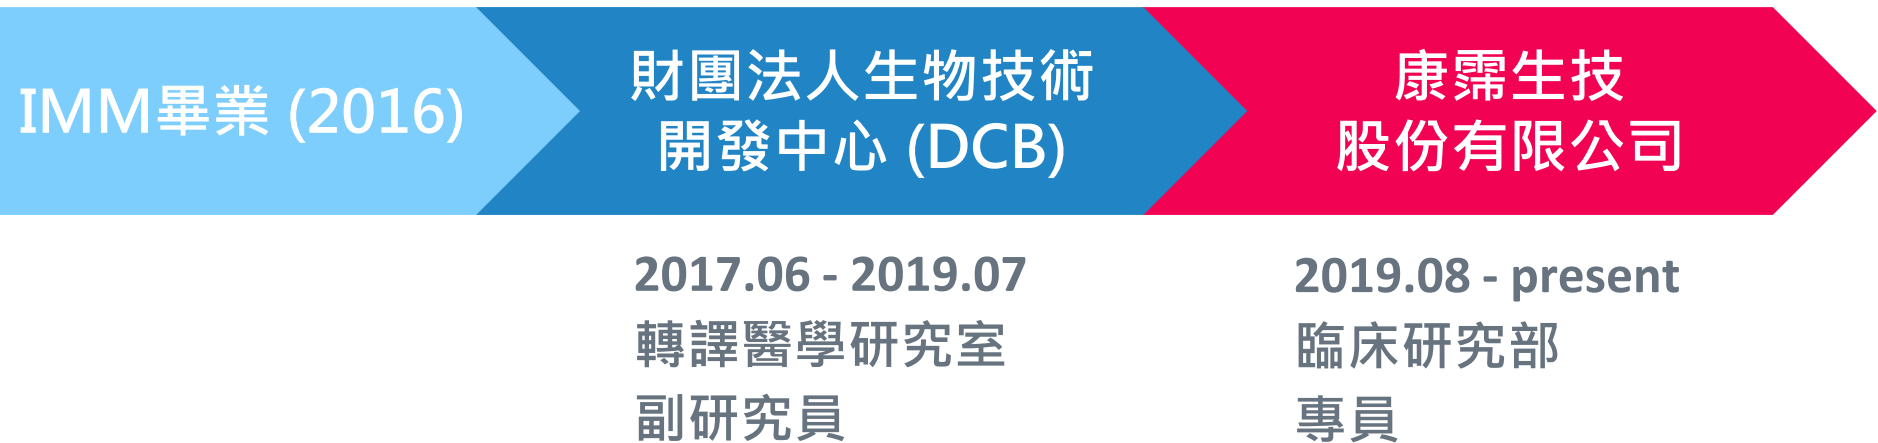 IMM畢業 (2016)
財團法人生物技術
開發中心 (DCB)
康霈生技
股份有限公司
2017.06 - 2019.07
轉譯醫學研究室
副研究員
2019.08 - present
臨床研究部
專員